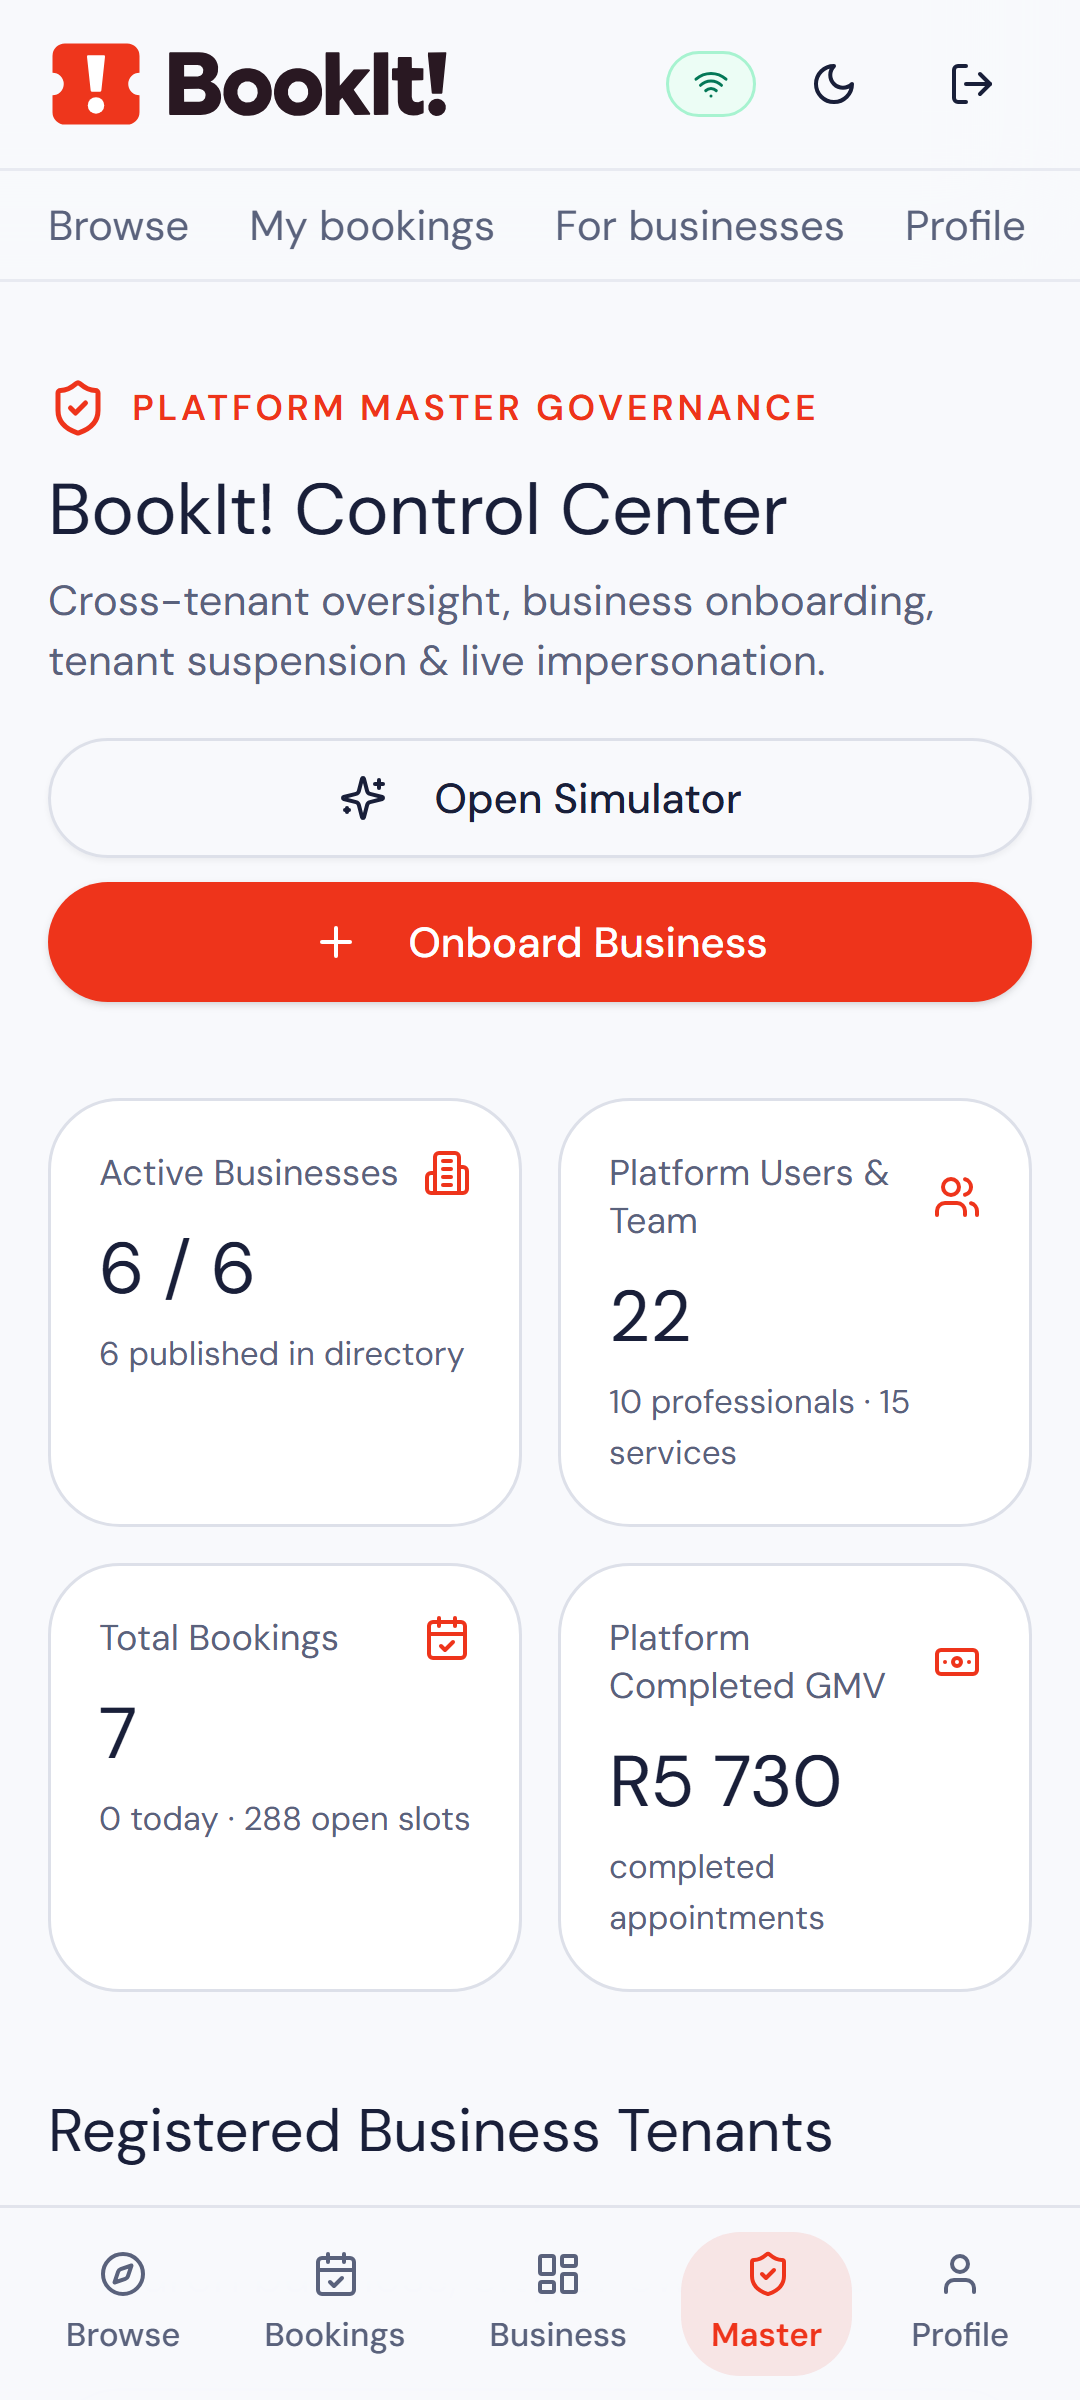 BookIt!
Browse My bookings For businesses Profile
PLATFORM MASTER GOVERNANCE
BookIt! Control Center
Cross-tenant oversight, business onboarding,
tenant suspension & live impersonation.
Open Simulator
Onboard Business
Active Businesses
6 / 6
6 published in directory
Platform Users &
Team
22
10 professionals · 15
services
Total Bookings
7
0 today · 288 open slots
Platform
Completed GMV
R5 730
completed
appointments
Registered Business Tenants
Browse Bookings Business Master Profile